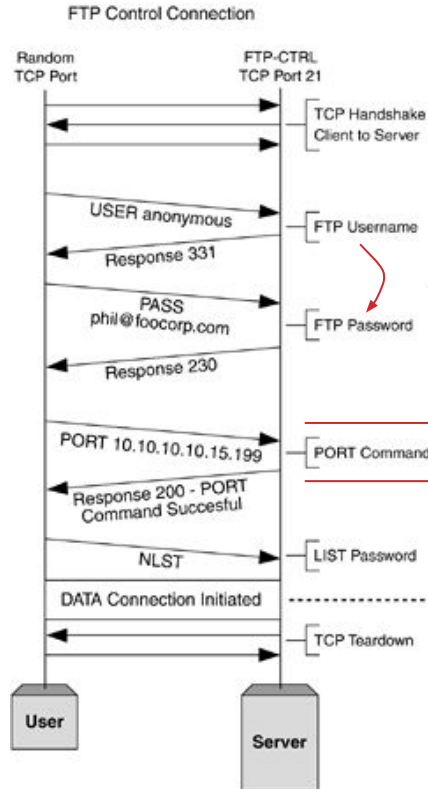 FTP Control Connection
Random
TCP Port
FTP-CTRL
TCP Port 21
TCP Handshake
Client to Server
USER anonymous
FTP Username
Response 331
PASS
phil@foocorp.com
FTP Password
Response 230
PORT 10.10.10.10.15.199
PORT Command
Response 200 - PORT
Command Succesful
NLST
LIST Password
DATA Connection Initiated
TCP Teardown
User
Server